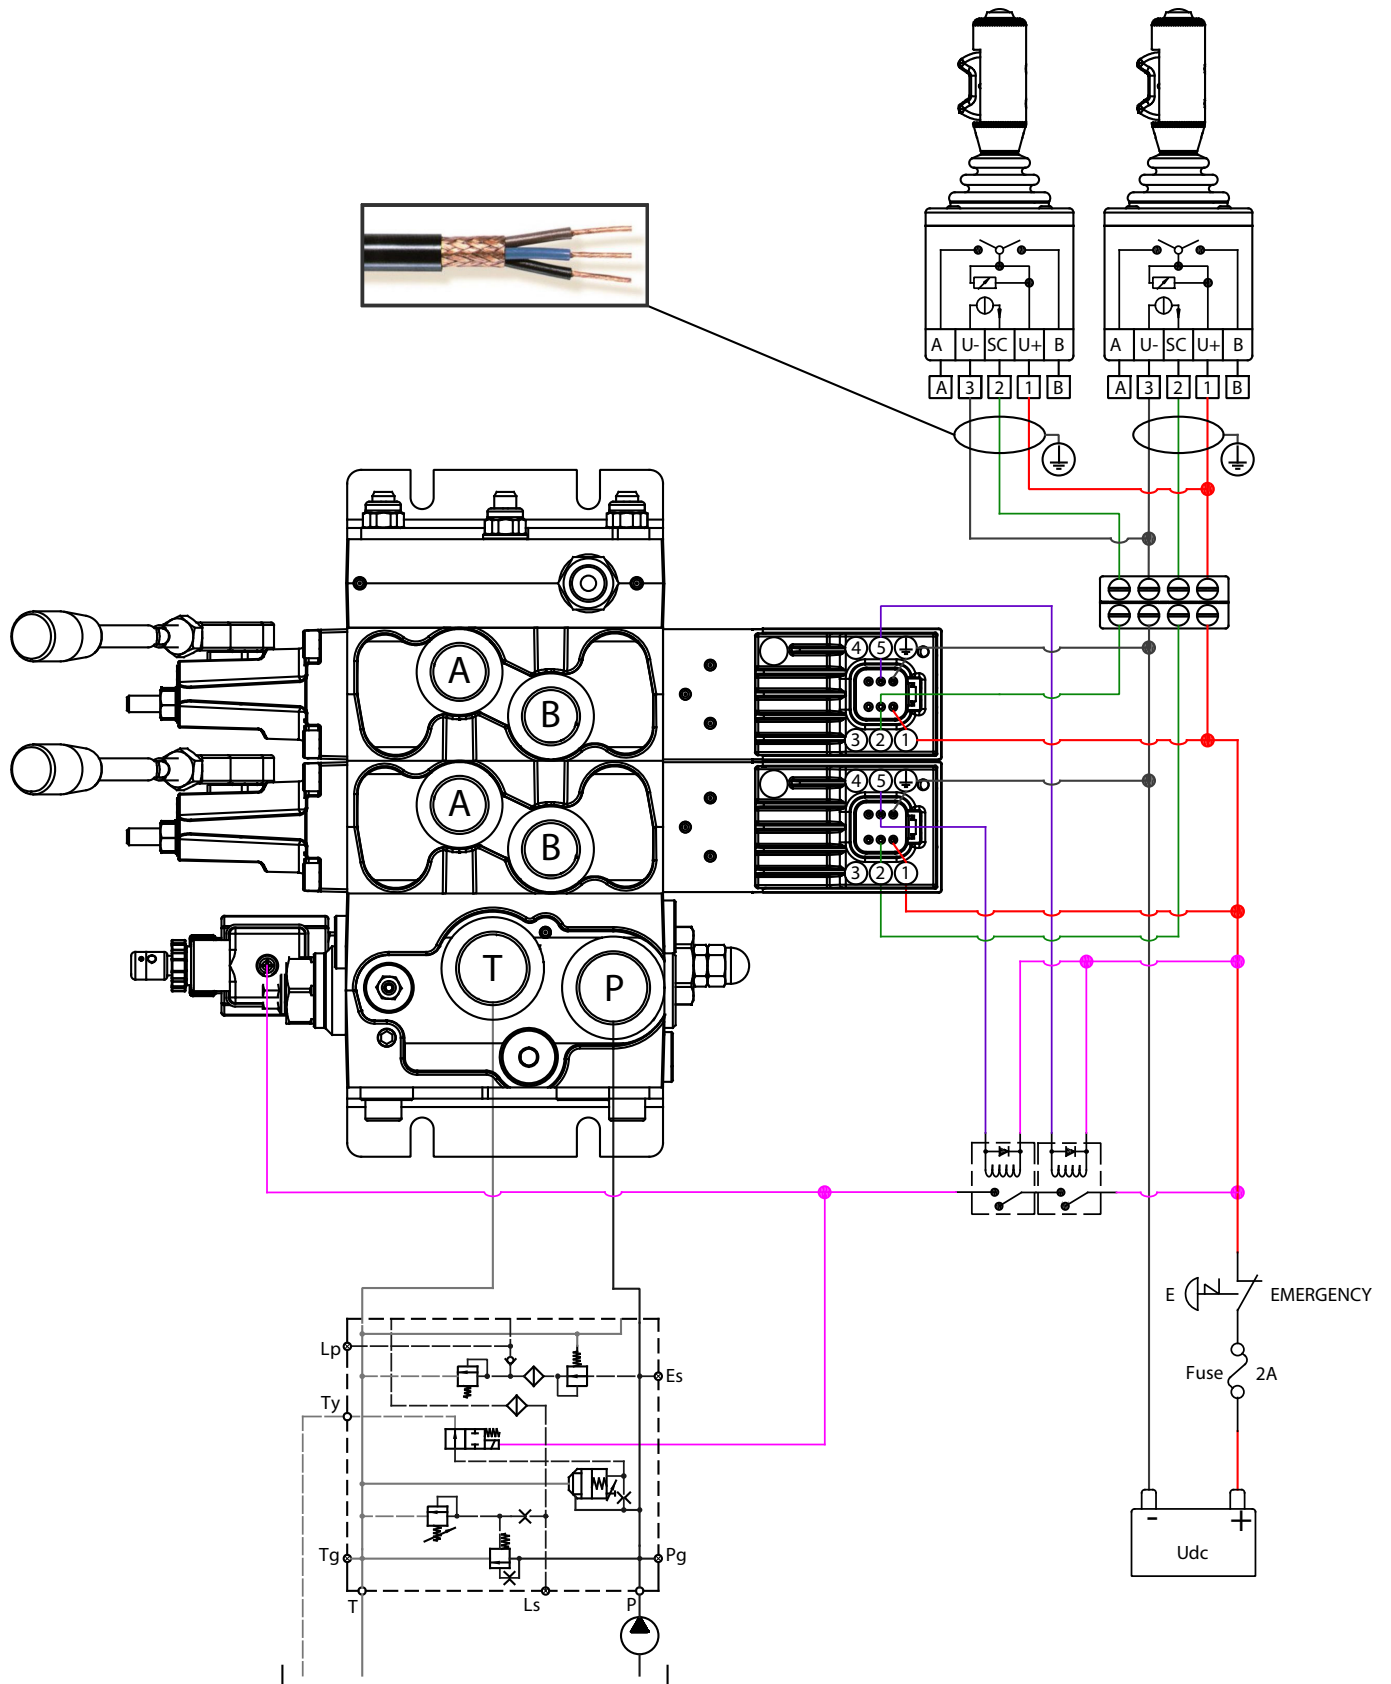 A U- SC U+ B
A U- SC U+ B
A 3 2 1 B
A 3 2 1 B
4 5
A
B
3 2 1
4 5
A
B
3 2 1
T
P
E
EMERGENCY
Fuse 2A
Lp
Es
Ty
Tg
Pg
T
Ls
P
- +
Udc